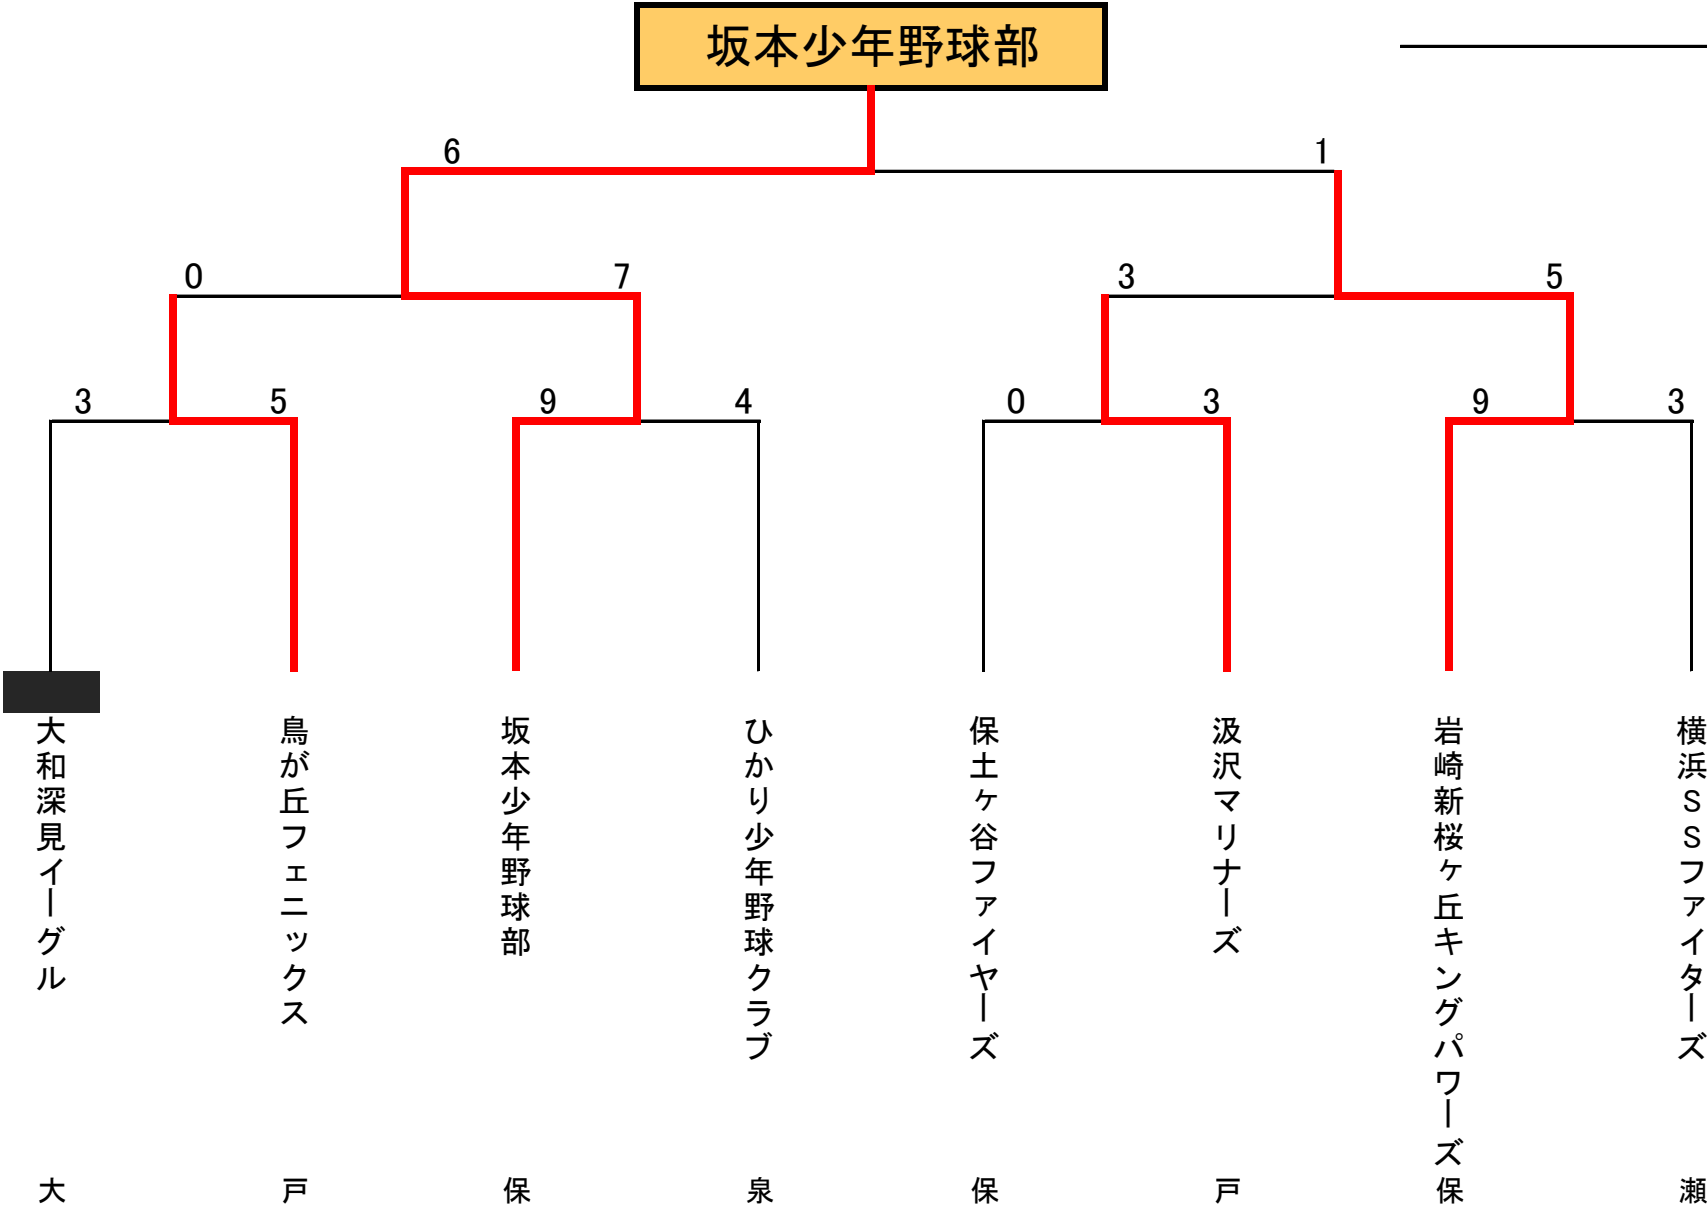 坂本少年野球部
6 1
0 7 3 5
3 5 9 4 0 3 9 3
大和深見イーグル
鳥が丘フェニックス
坂本少年野球部
ひかり少年野球クラブ
保土ヶ谷ファイヤーズ
汲沢マリナーズ
岩崎新桜ヶ丘キングパワーズ
横浜SSファイターズ
大 戸 保 泉 保 戸 保 瀬